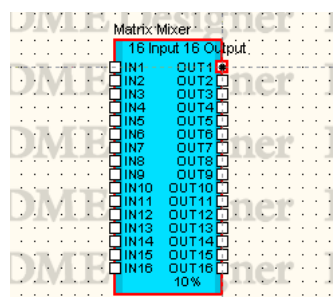 DME Designer
Matrix Mixer
16 Input 16 Output
IN1 OUT1
IN2 OUT2
IN3 OUT3
IN4 OUT4
IN5 OUT5
IN6 OUT6
IN7 OUT7
IN8 OUT8
IN9 OUT9
IN10 OUT10
IN11 OUT11
IN12 OUT12
IN13 OUT13
IN14 OUT14
IN15 OUT15
IN16 OUT16
10%